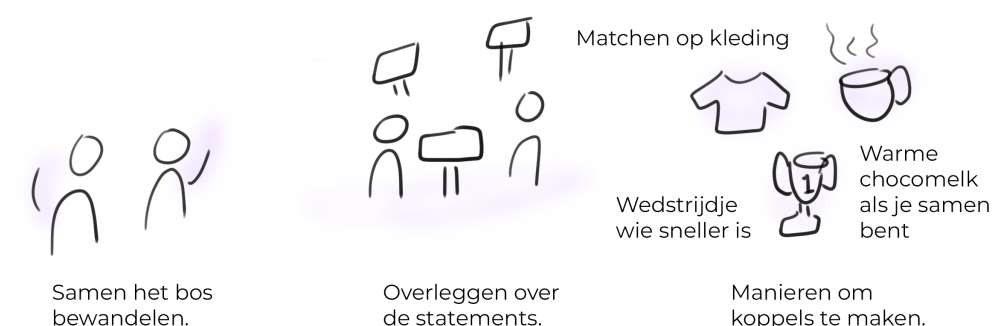 Matchen op kleding
Warme
chocomelk
als je samen
bent
1
Wedstrijdje
wie sneller is
Samen het bos
bewandelen.
Overleggen over
de statements.
Manieren om
koppels te maken.